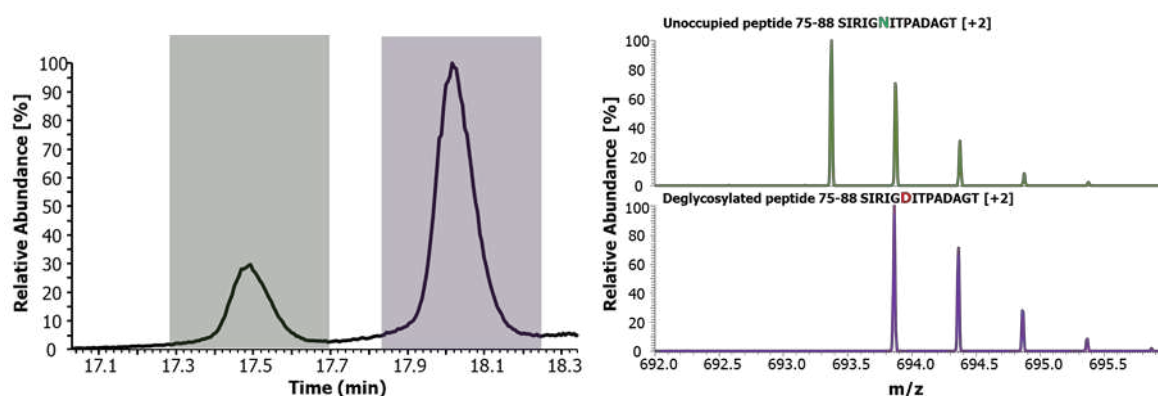 Relative Abundance [%]
100
90
80
70
60
50
40
30
20
10
0
17.1 17.3 17.5 17.7 17.9 18.1 18.3
Time (min)
Unoccupied peptide 75-88 SIRIGNITPADAGT [+2]
Relative Abundance [%]
100
80
60
40
20
0
Deglycosylated peptide 75-88 SIRIGDITPADAGT [+2]
100
80
60
40
20
0
692.0 692.5 693.0 693.5 694.0 694.5 695.0 695.5
m/z